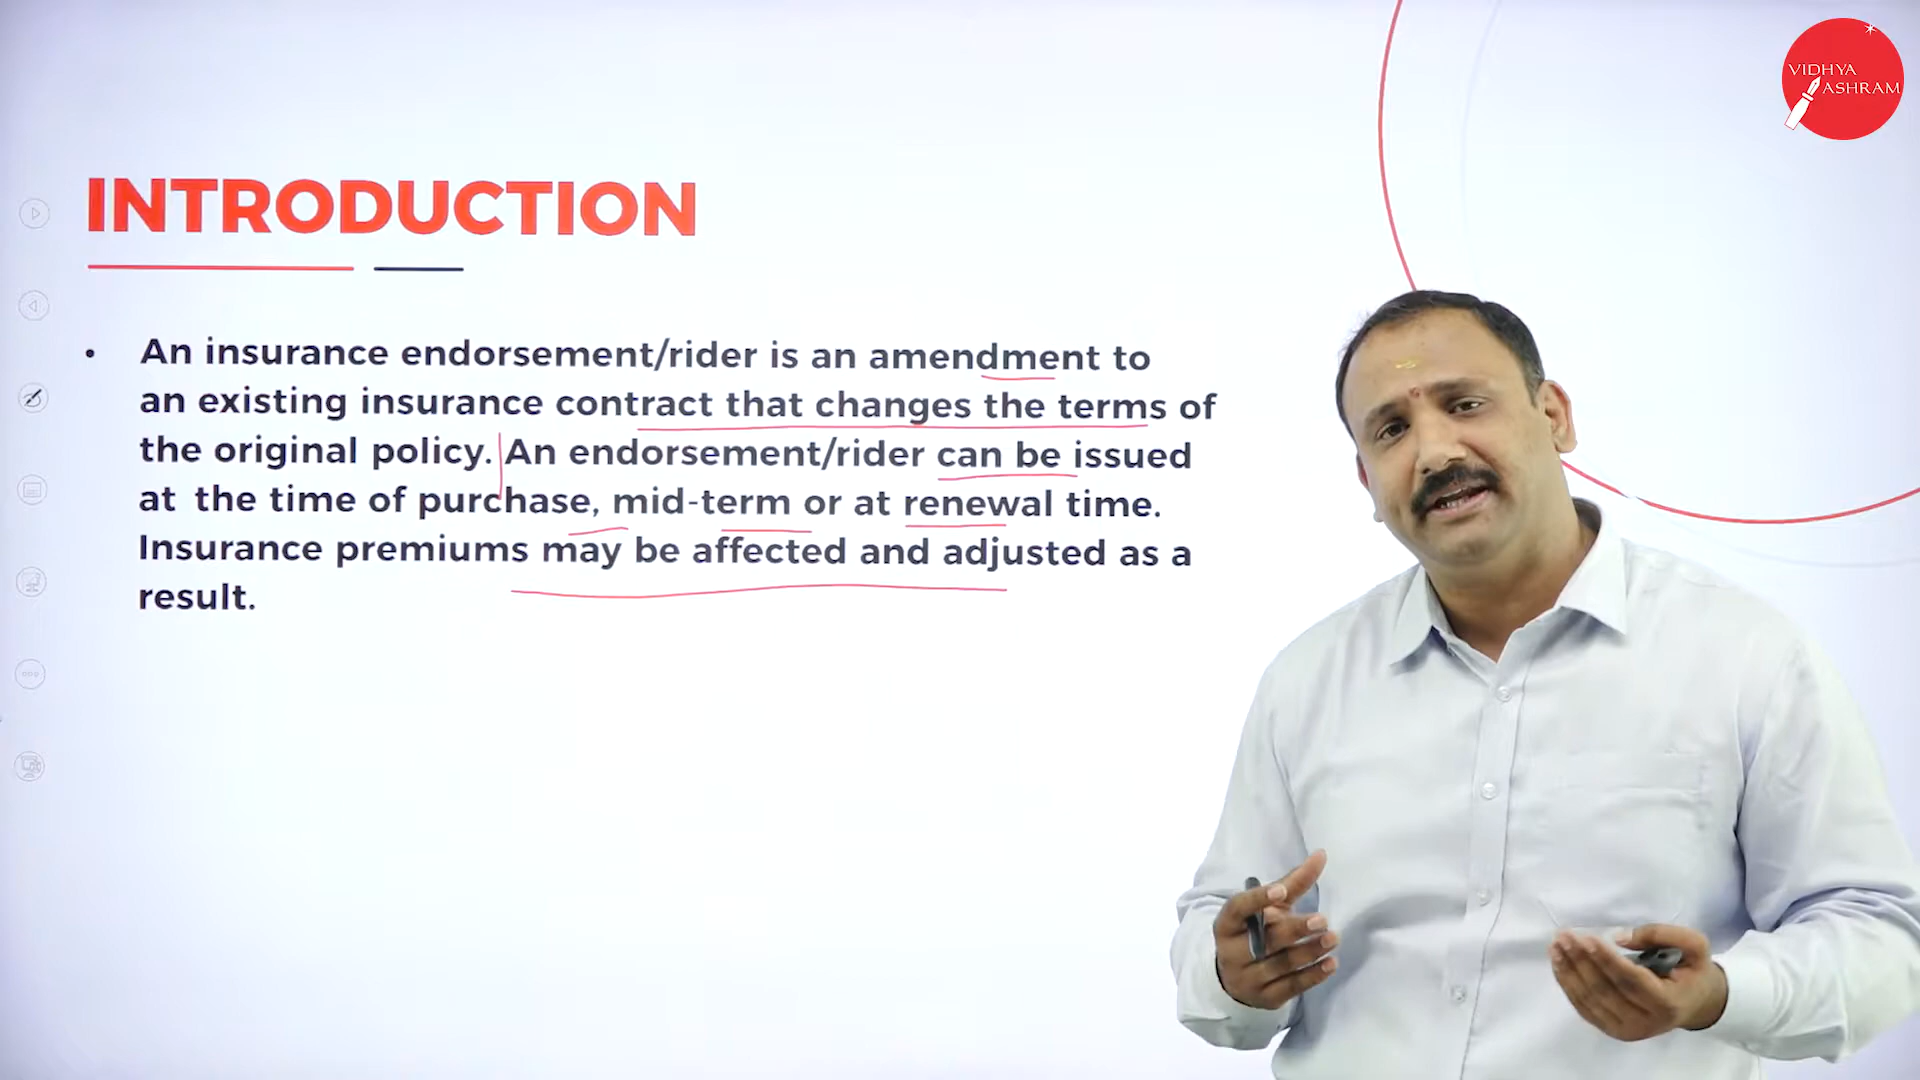 VIDHYA
ASHRAM
INTRODUCTION
• An insurance endorsement/rider is an amendment to
an existing insurance contract that changes the terms of
the original policy. An endorsement/rider can be issued
at the time of purchase, mid-term or at renewal time.
Insurance premiums may be affected and adjusted as a
result.